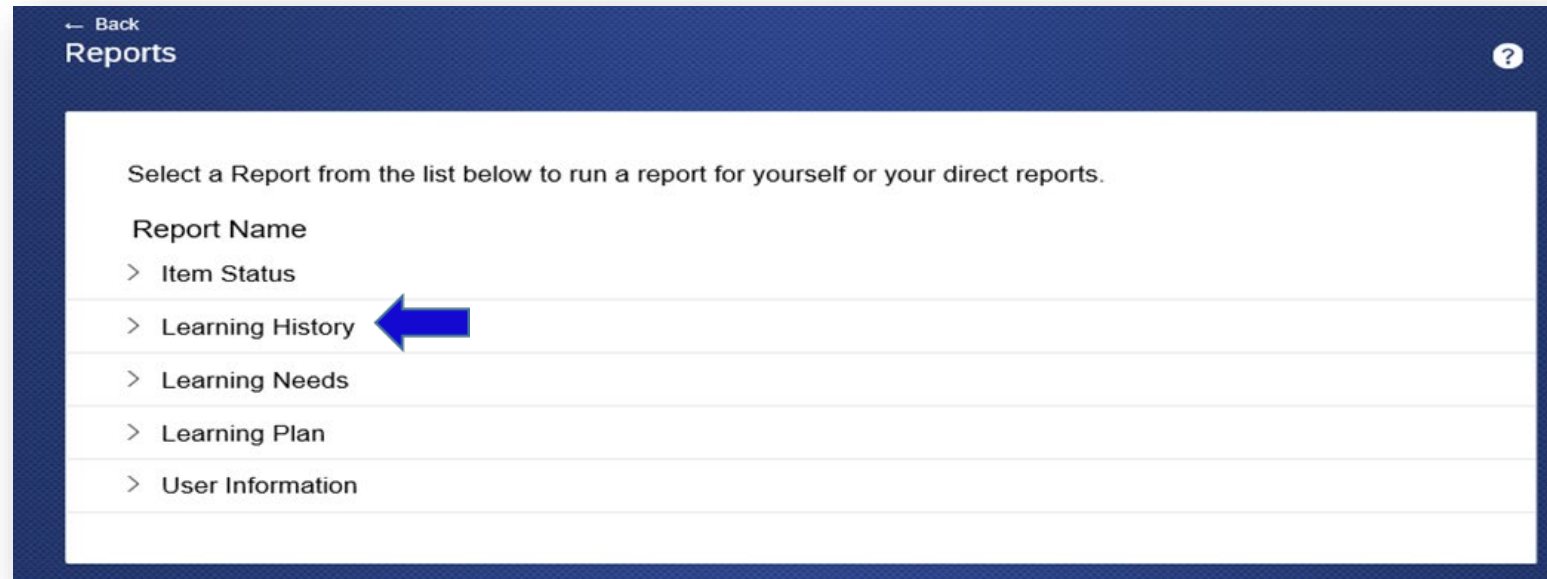 ← Back
Reports
?
Select a Report from the list below to run a report for yourself or your direct reports.
Report Name
> Item Status
> Learning History
> Learning Needs
> Learning Plan
> User Information